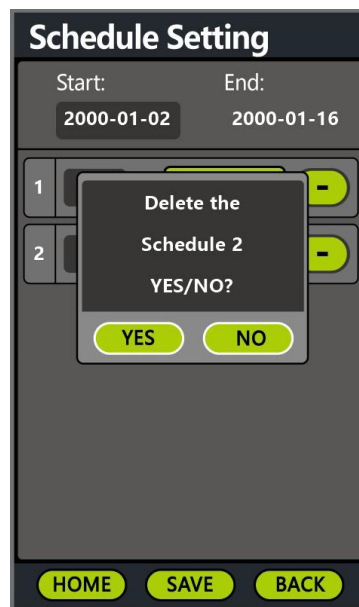 Schedule Setting
Start: End:
2000-01-02 2000-01-16
1 -
Delete the
Schedule 2
2 -
YES/NO?
YES NO
HOME SAVE BACK